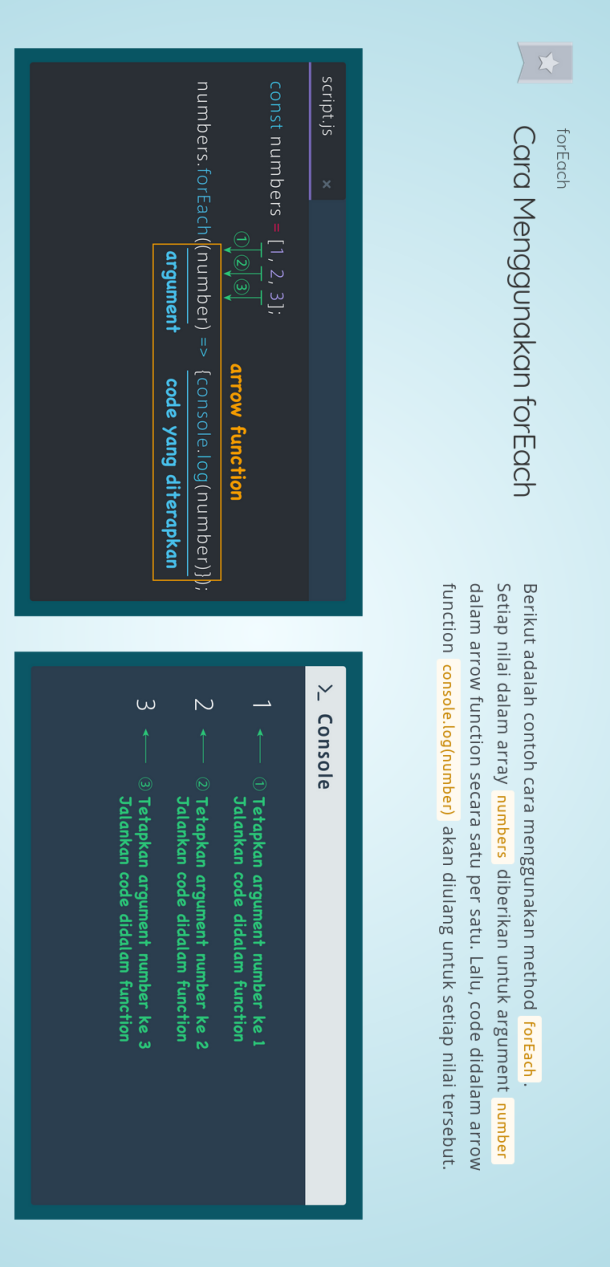 forEach
Cara Menggunakan forEach
Berikut adalah contoh cara menggunakan method forEach.
Setiap nilai dalam array numbers diberikan untuk argument number
dalam arrow function secara satu per satu. Lalu, code didalam arrow
function console.log(number) akan diulang untuk setiap nilai tersebut.
script.js ×
const numbers = [1, 2, 3];
① ② ③
arrow function
numbers.forEach((number) => {console.log(number)});
argument code yang diterapkan
>_ Console
1 ① Tetapkan argument number ke 1
Jalankan code didalam function
2 ② Tetapkan argument number ke 2
Jalankan code didalam function
3 ③ Tetapkan argument number ke 3
Jalankan code didalam function